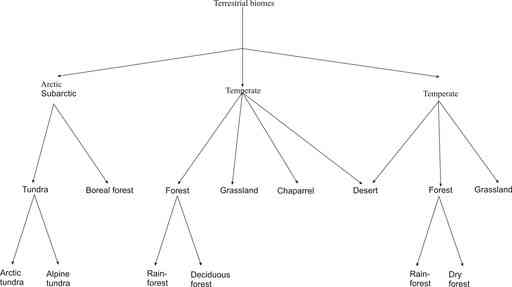 Terrestrial biomes
Arctic
Subarctic
Temperate
Temperate
Tundra
Boreal forest
Forest
Grassland
Chaparrel
Desert
Forest
Grassland
Arctic
tundra
Alpine
tundra
Rain-
forest
Deciduous
forest
Rain-
forest
Dry
forest